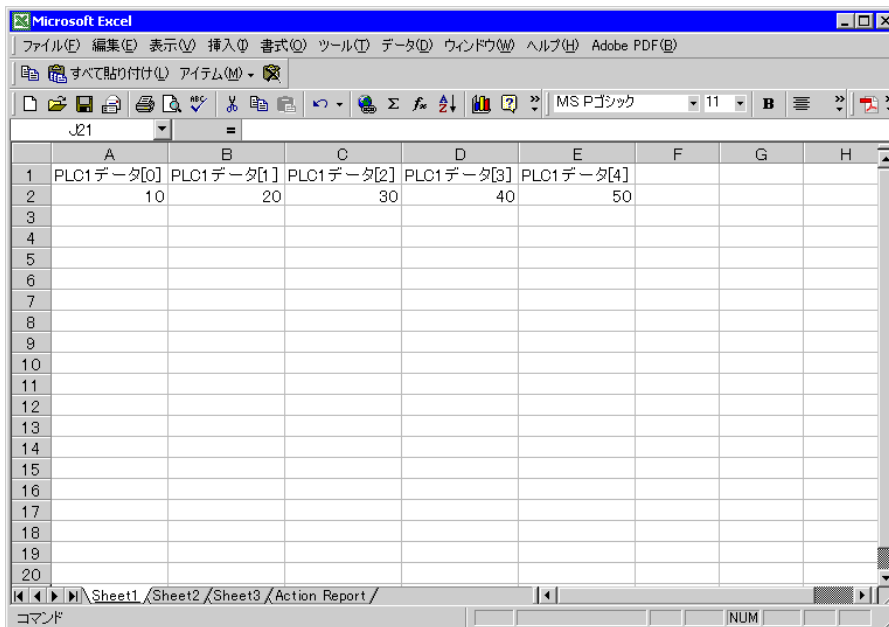 Microsoft Excel
ファイル(F) 編集(E) 表示(V) 挿入(I) 書式(O) ツール(T) データ(D) ウィンドウ(W) ヘルプ(H) Adobe PDF(B)
すべて貼り付け(L) アイテム(M)
MS Pゴシック 11 B
J21 =
A B C D E F G H
1 PLC1データ[0] PLC1データ[1] PLC1データ[2] PLC1データ[3] PLC1データ[4]
2 10 20 30 40 50
3
4
5
6
7
8
9
10
11
12
13
14
15
16
17
18
19
20
Sheet1 Sheet2 Sheet3 Action Report
コマンド NUM